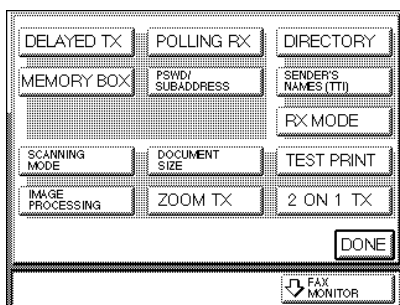 DELAYED TX POLLING RX DIRECTORY
MEMORY BOX PSWD/ SUBADDRESS SENDER'S NAMES (TTI)
RX MODE
SCANNING MODE DOCUMENT SIZE TEST PRINT
IMAGE PROCESSING ZOOM TX 2 ON 1 TX
DONE
FAX MONITOR